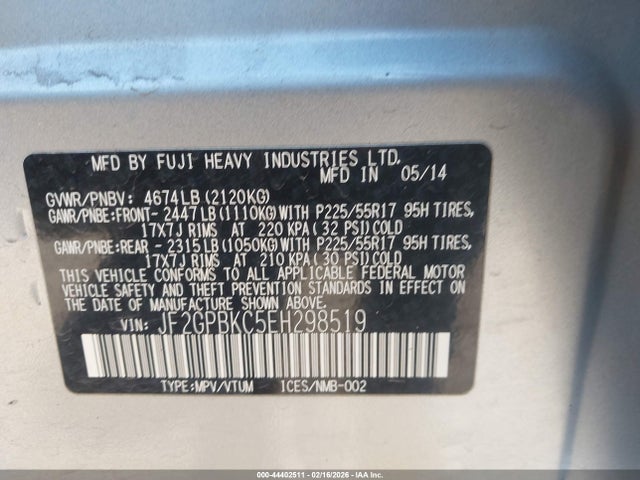 MFD BY FUJI HEAVY INDUSTRIES LTD.
MFD IN 05/14
GVWR/PNBV: 4674LB(2120KG)
GAWR/PNBE:FRONT- 2447LB(1110KG)WITH P225/55R17 95H TIRES,
17X7J RIMS AT 220 KPA(32 PSI)COLD
GAWR/PNBE:REAR - 2315LB(1050KG)WITH P225/55R17 95H TIRES,
17X7J RIMS AT 210 KPA(30 PSI)COLD
THIS VEHICLE CONFORMS TO ALL APPLICABLE FEDERAL MOTOR
VEHICLE SAFETY AND THEFT PREVENTION STANDARDS IN EFFECT ON
THE DATE OF MANUFACTURE SHOWN ABOVE.
VIN: JF2GPBKC5EH298519
TYPE:MPV/VTUM ICES/NMB-002
000-44402511 - 02/16/2026 - IAA Inc.